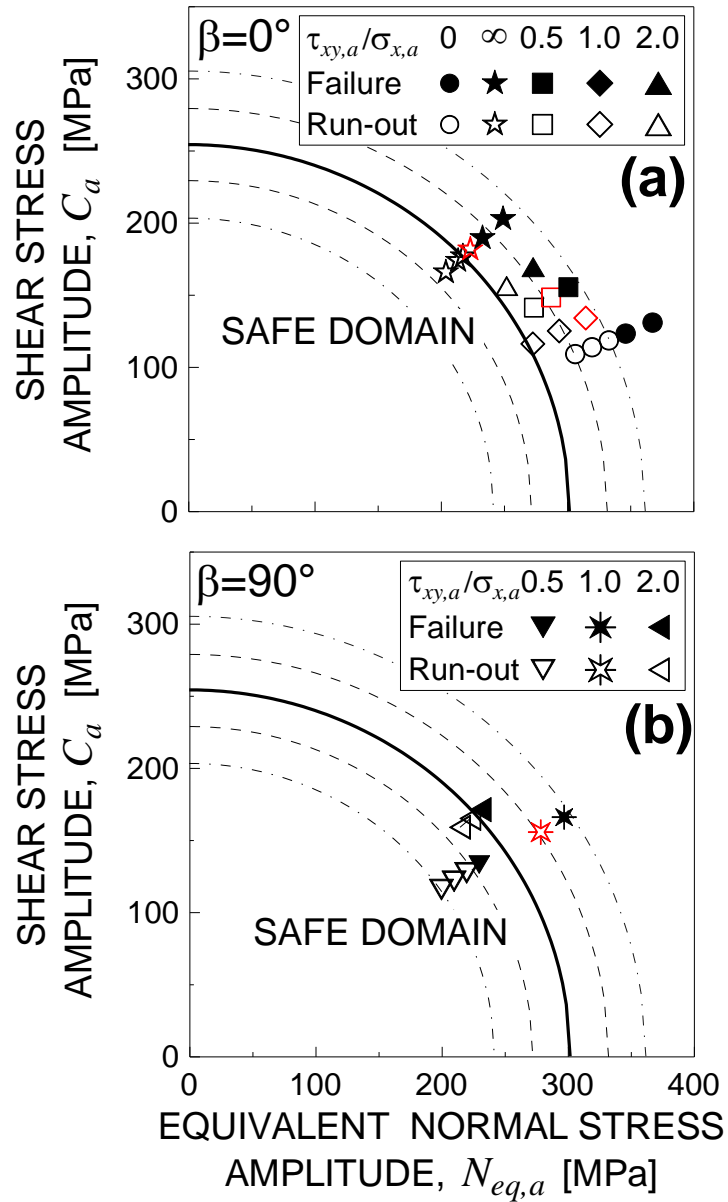 β=0°
τxy,a/σx,a 0 ∞ 0.5 1.0 2.0
Failure
Run-out
(a)
300
200
100
0
SHEAR STRESS
AMPLITUDE, Ca [MPa]
SAFE DOMAIN
β=90°
τxy,a/σx,a 0.5 1.0 2.0
Failure
Run-out
(b)
300
200
100
0
SHEAR STRESS
AMPLITUDE, Ca [MPa]
SAFE DOMAIN
0 100 200 300 400
EQUIVALENT NORMAL STRESS
AMPLITUDE, Neq,a [MPa]